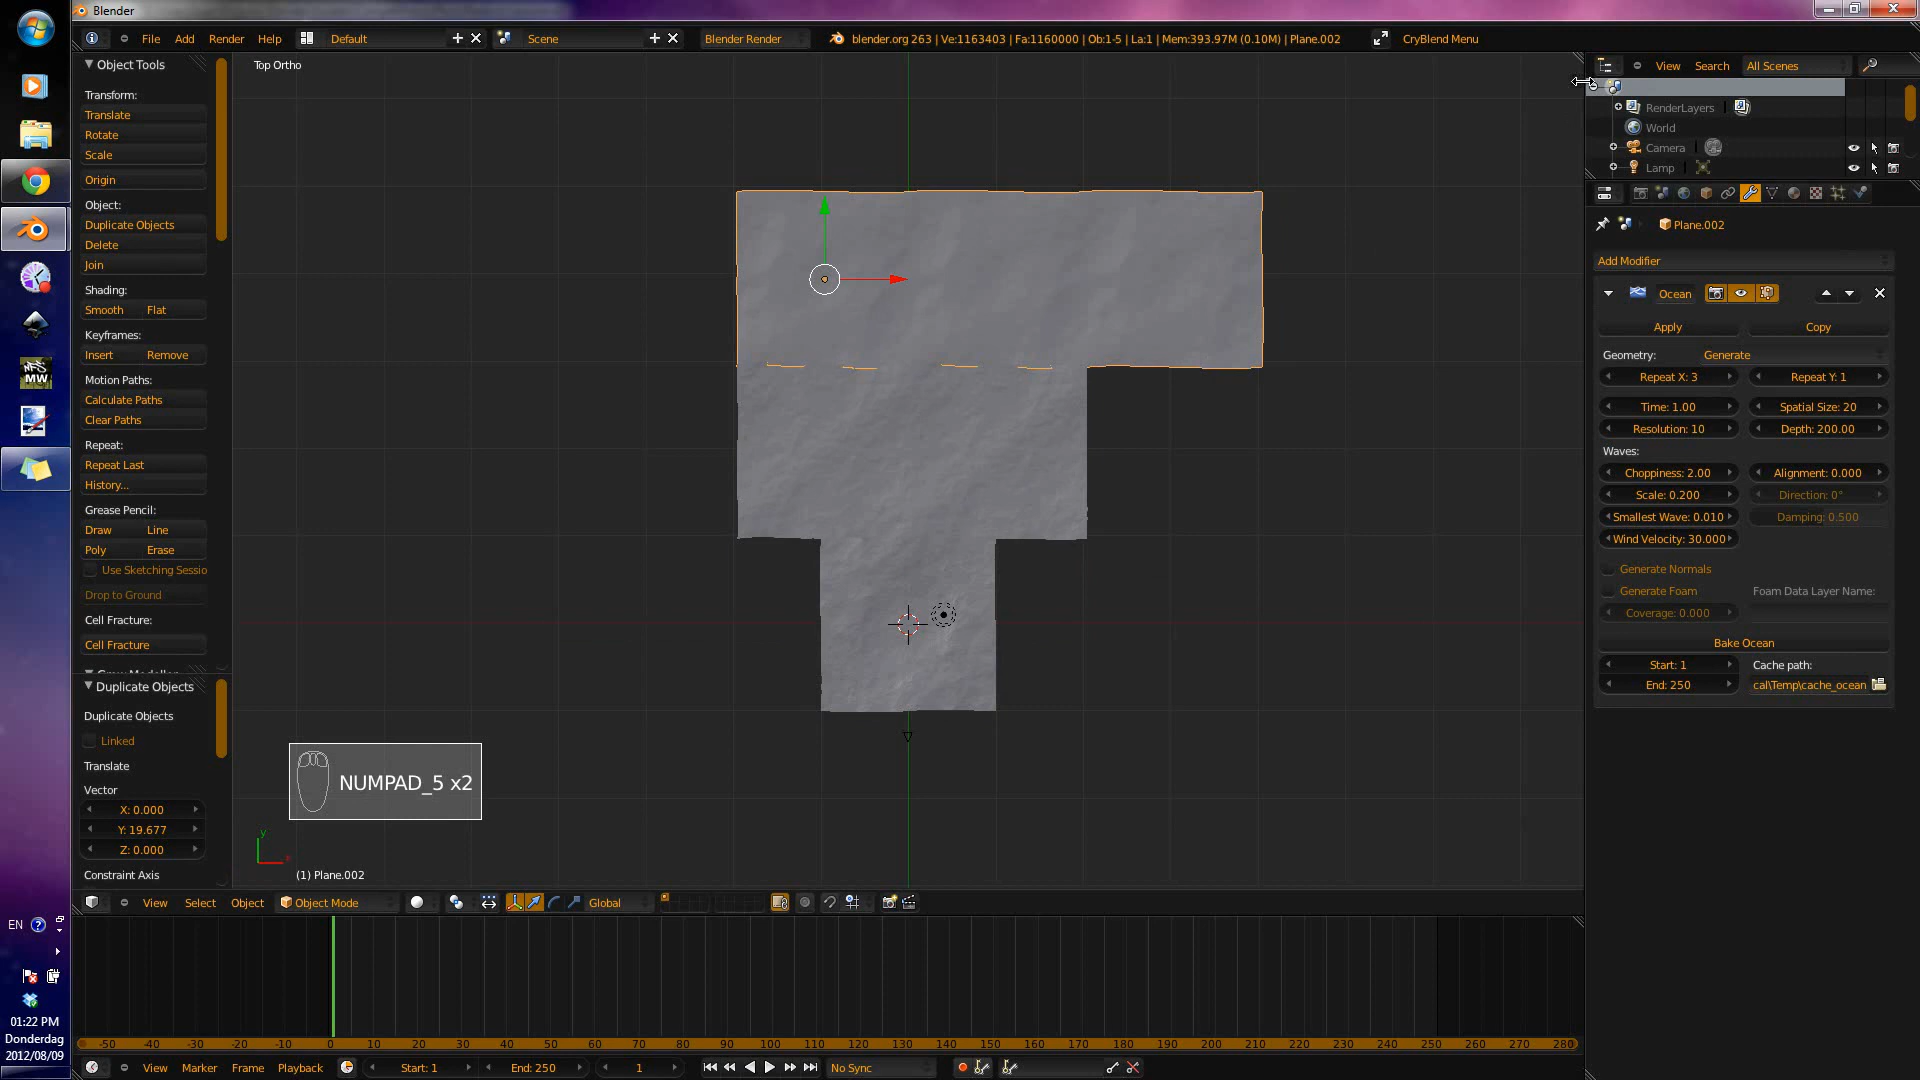 Blender
File Add Render Help Default Scene Blender Render blender.org 263 | Ve:1163403 | Fa:1160000 | Ob:1-5 | La:1 | Mem:393.97M (0.10M) | Plane.002 CryBlend Menu
Object Tools
Transform:
Translate
Rotate
Scale
Origin
Object:
Duplicate Objects
Delete
Join
Shading:
Smooth Flat
Keyframes:
Insert Remove
Motion Paths:
Calculate Paths
Clear Paths
Repeat:
Repeat Last
History...
Grease Pencil:
Draw Line
Poly Erase
Use Sketching Sessio
Drop to Ground
Cell Fracture:
Cell Fracture
Duplicate Objects
Duplicate Objects
Linked
Translate
Vector
X: 0.000
Y: 19.677
Z: 0.000
Constraint Axis
Top Ortho
NUMPAD_5 x2
y
(1) Plane.002
View Select Object Object Mode Global
-50 -40 -30 -20 -10 0 10 20 30 40 50 60 70 80 90 100 110 120 130 140 150 160 170 180 190 200 210 220 230 240 250 260 270 280
View Marker Frame Playback Start: 1 End: 250 1 No Sync
View Search All Scenes
RenderLayers |
World
Camera |
Lamp |
Plane.002
Add Modifier
Ocean
Apply Copy
Geometry: Generate
Repeat X: 3 Repeat Y: 1
Time: 1.00 Spatial Size: 20
Resolution: 10 Depth: 200.00
Waves:
Choppiness: 2.00 Alignment: 0.000
Scale: 0.200 Direction: 0°
Smallest Wave: 0.010 Damping: 0.500
Wind Velocity: 30.000
Generate Normals
Generate Foam Foam Data Layer Name:
Coverage: 0.000
Bake Ocean
Start: 1 Cache path:
End: 250 cal\Temp\cache_ocean
NFS
MW
EN
01:22 PM
Donderdag
2012/08/09